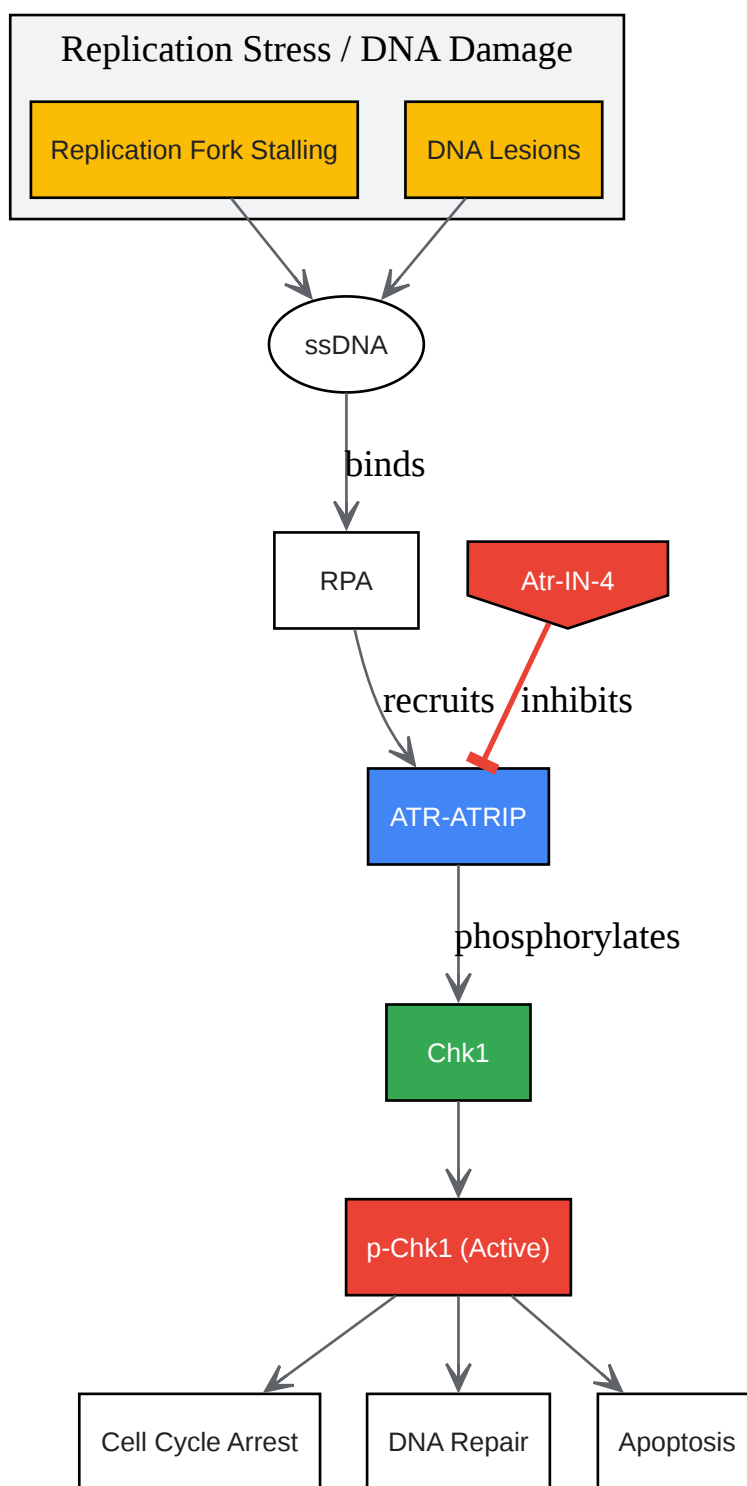 Replication Stress / DNA Damage
Replication Fork Stalling
DNA Lesions
ssDNA
binds
RPA
Atr-IN-4
recruits
inhibits
ATR-ATRIP
phosphorylates
Chk1
p-Chk1 (Active)
Cell Cycle Arrest
DNA Repair
Apoptosis